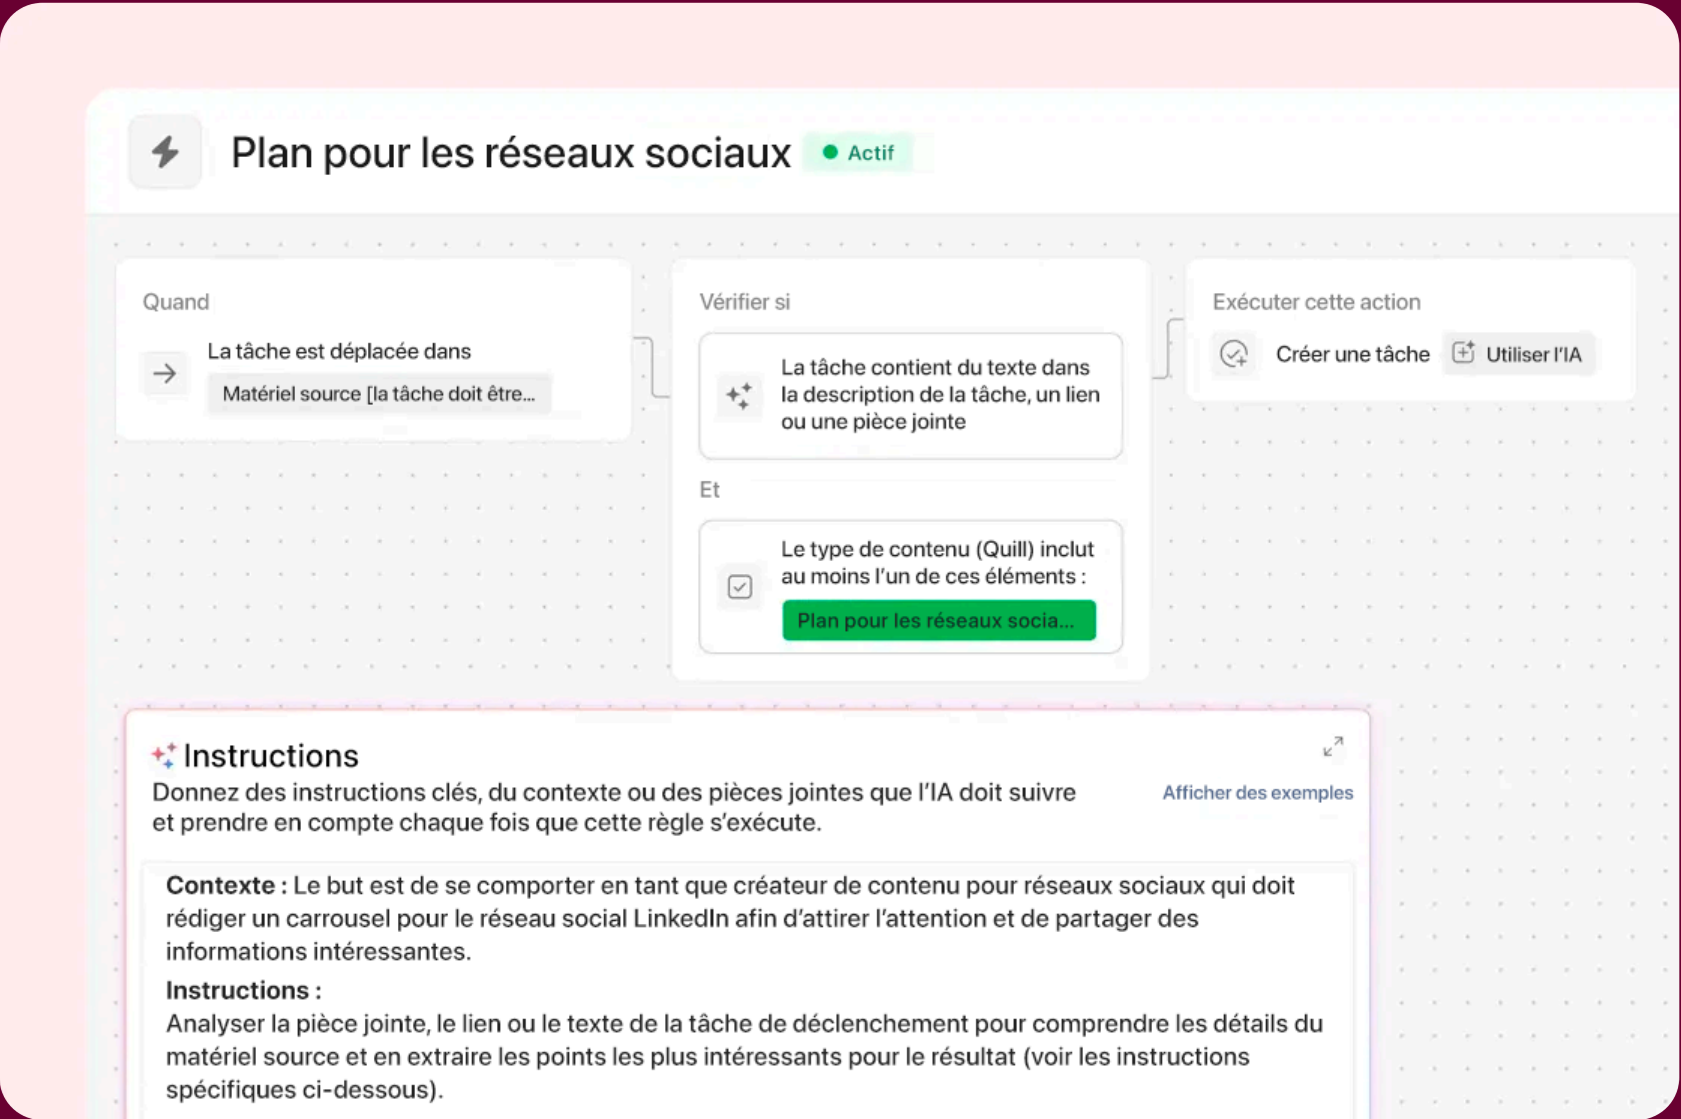 Plan pour les réseaux sociaux
Actif
Quand
La tâche est déplacée dans
Matériel source [la tâche doit être...
Vérifier si
La tâche contient du texte dans
la description de la tâche, un lien
ou une pièce jointe
Et
Le type de contenu (Quill) inclut
au moins l’un de ces éléments :
Plan pour les réseaux socia...
Exécuter cette action
Créer une tâche
Utiliser l’IA
Instructions
Donnez des instructions clés, du contexte ou des pièces jointes que l’IA doit suivre
et prendre en compte chaque fois que cette règle s’exécute.
Afficher des exemples
Contexte : Le but est de se comporter en tant que créateur de contenu pour réseaux sociaux qui doit
rédiger un carrousel pour le réseau social LinkedIn afin d’attirer l’attention et de partager des
informations intéressantes.
Instructions :
Analyser la pièce jointe, le lien ou le texte de la tâche de déclenchement pour comprendre les détails du
matériel source et en extraire les points les plus intéressants pour le résultat (voir les instructions
spécifiques ci-dessous).